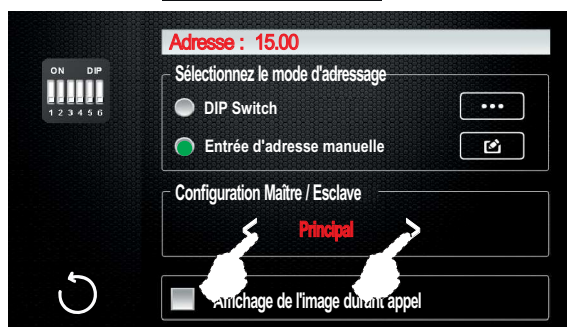 Adresse : 15.00
ON DIP
1 2 3 4 5 6
Sélectionnez le mode d'adressage
DIP Switch
Entrée d'adresse manuelle
Configuration Maître / Esclave
< Principal >
Affichage de l'image durant appel